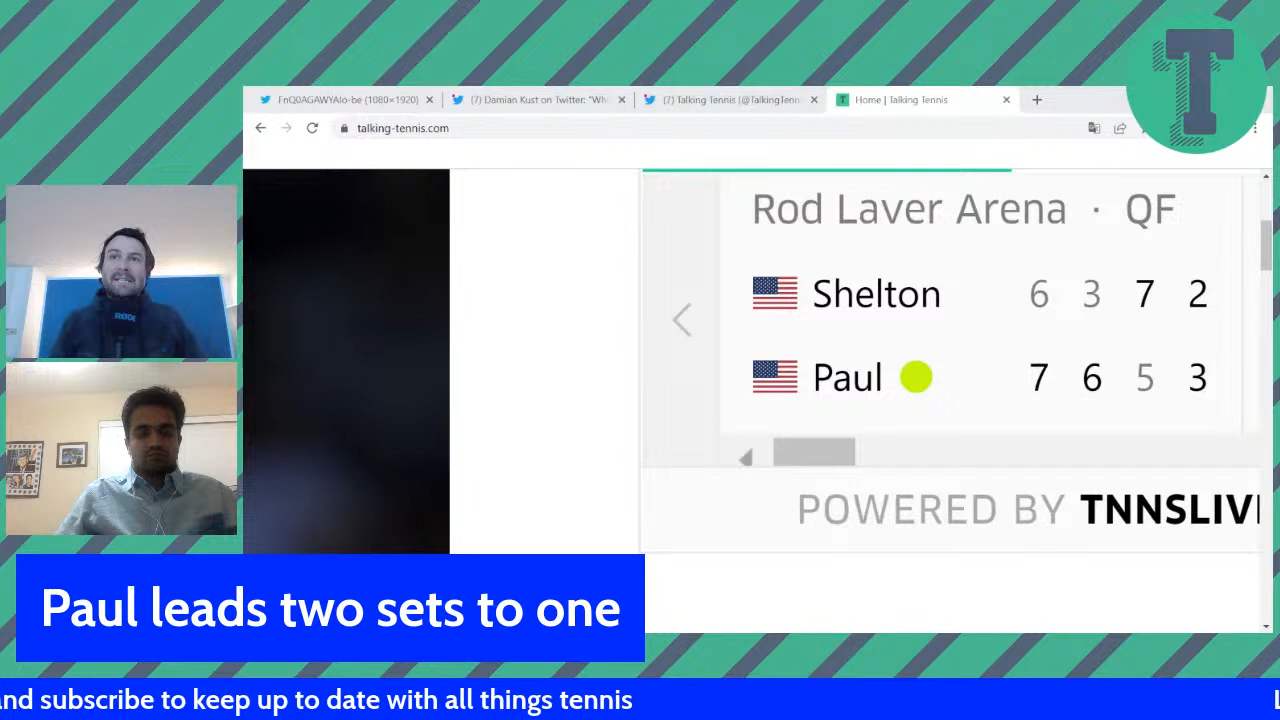 FnQ0AGAWYAIo-be (1080×1920)
(7) Damian Kust on Twitter: "Wh
(7) Talking Tennis (@TalkingTenn
Home | Talking Tennis
talking-tennis.com
T
Rod Laver Arena · QF
Shelton 6 3 7 2
Paul 7 6 5 3
POWERED BY TNNSLIV
RØDE
Paul leads two sets to one
and subscribe to keep up to date with all things tennis